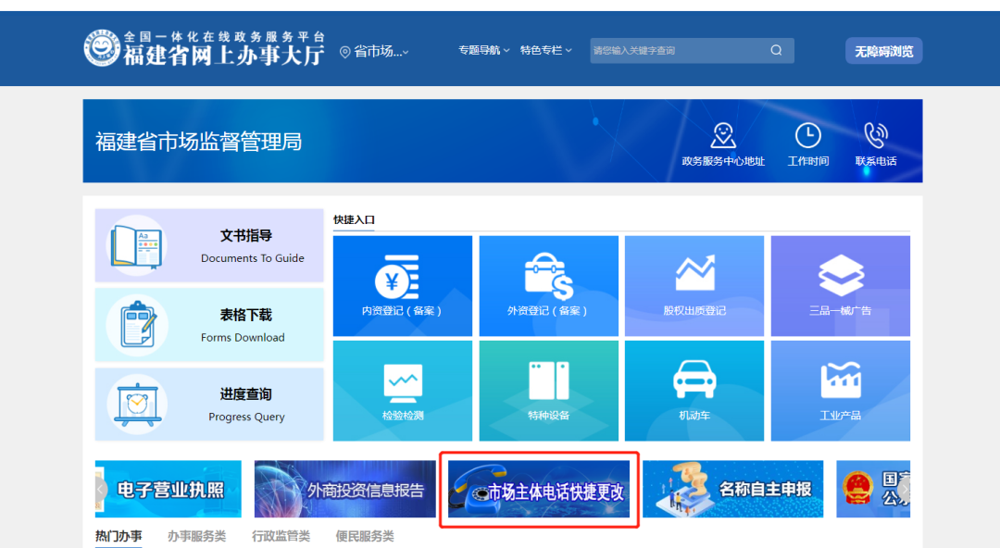 全国一体化在线政务服务平台
福建省网上办事大厅
省市场...
专题导航
特色专栏
请您输入关键字查询
无障碍浏览
福建省市场监督管理局
政务服务中心地址
工作时间
联系电话
文书指导
Documents To Guide
表格下载
Forms Download
进度查询
Progress Query
快捷入口
内资登记（备案）
外资登记（备案）
股权出质登记
三品一械广告
检验检测
特种设备
机动车
工业产品
电子营业执照
外商投资信息报告
市场主体电话快捷更改
名称自主申报
热门办事
办事服务类
行政监管类
便民服务类